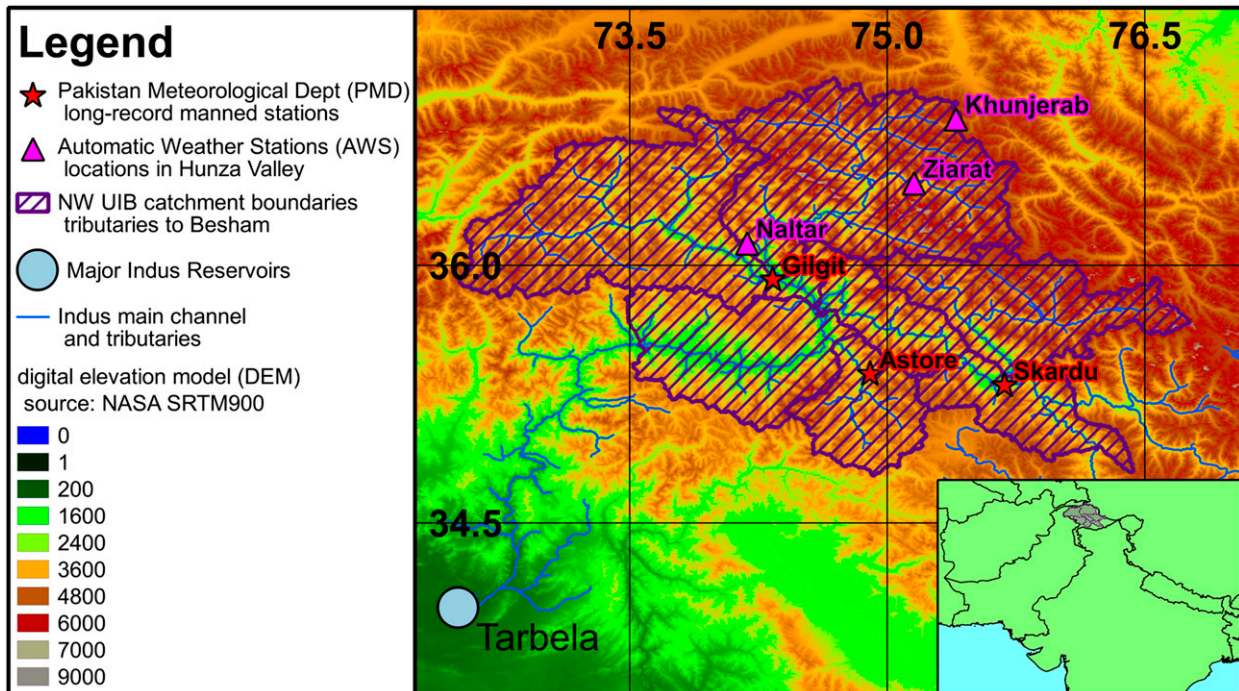 Legend
Pakistan Meteorological Dept (PMD)
long-record manned stations
Automatic Weather Stations (AWS)
locations in Hunza Valley
NW UIB catchment boundaries
tributaries to Besham
Major Indus Reservoirs
Indus main channel
and tributaries
digital elevation model (DEM)
source: NASA SRTM900
0
1
200
1600
2400
3600
4800
6000
7000
9000
73.5
75.0
76.5
Khunjerab
Ziarat
Naltar
36.0
Gilgit
Astore
Skardu
34.5
Tarbela